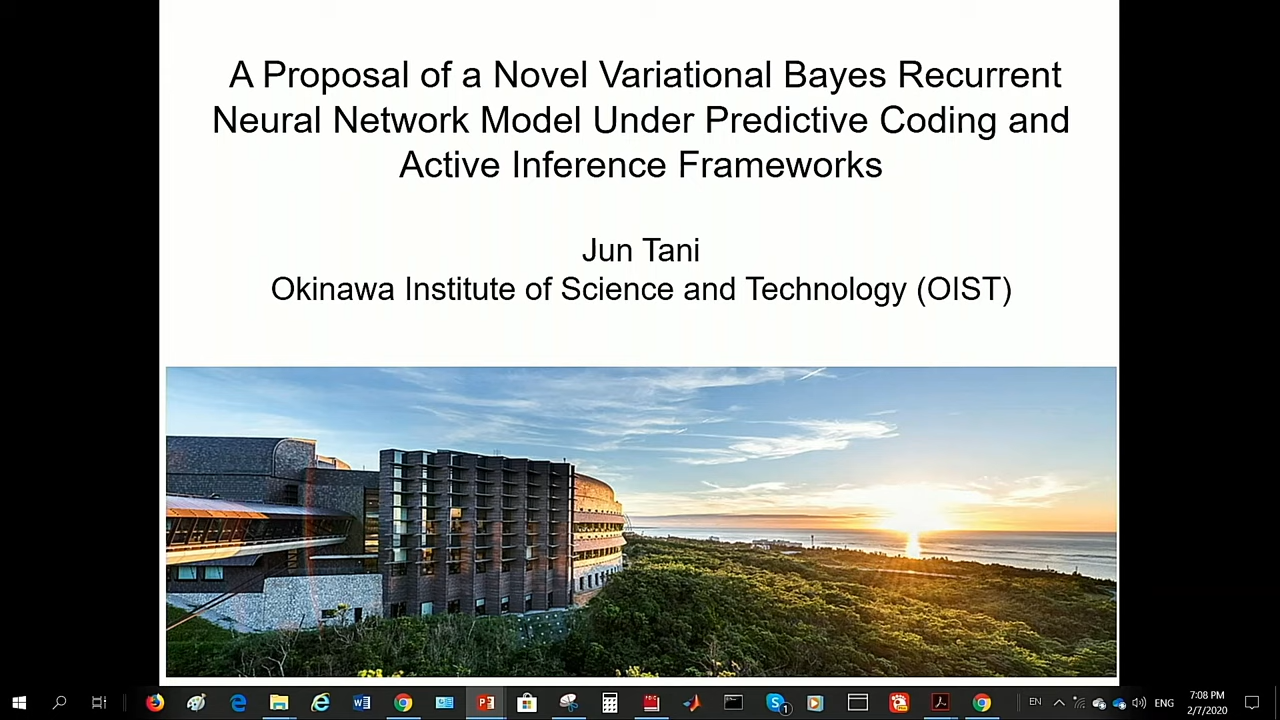 A Proposal of a Novel Variational Bayes Recurrent
Neural Network Model Under Predictive Coding and
Active Inference Frameworks
Jun Tani
Okinawa Institute of Science and Technology (OIST)
EN
ENG
7:08 PM
2/7/2020